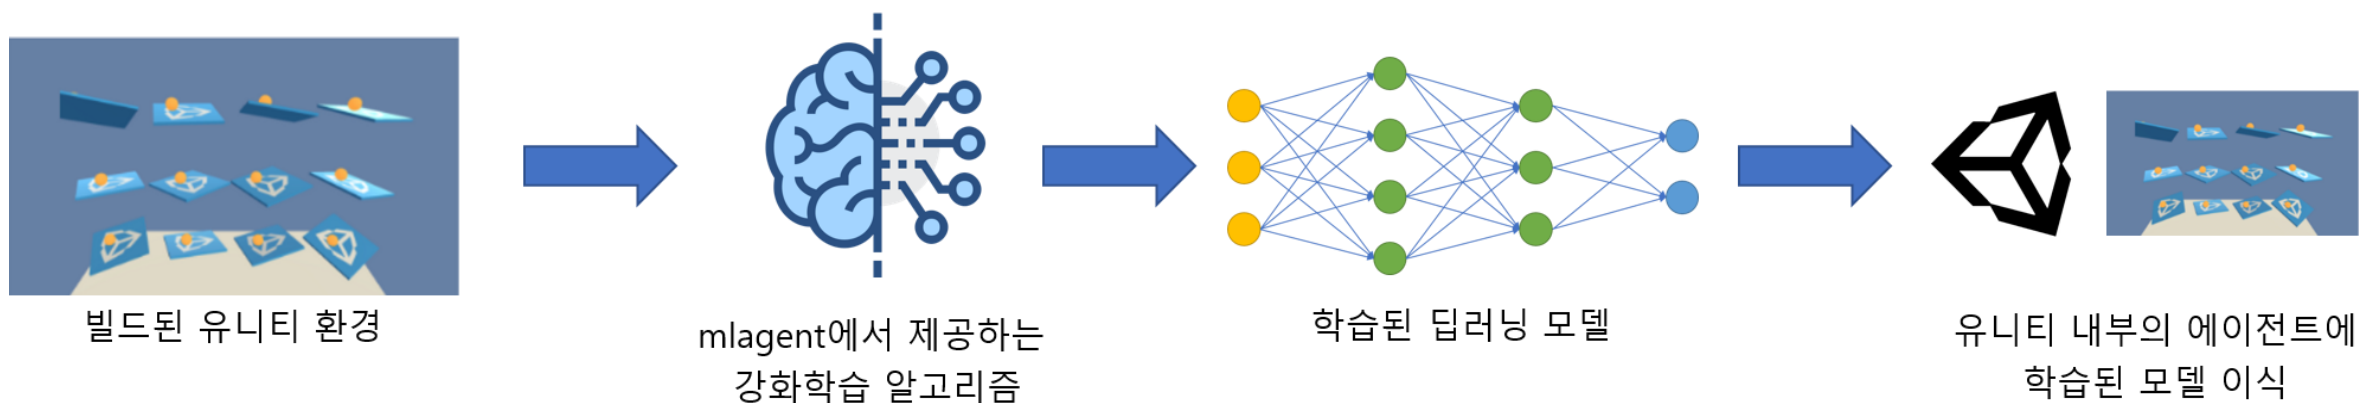 빌드된 유니티 환경
mlagent에서 제공하는
강화학습 알고리즘
학습된 딥러닝 모델
유니티 내부의 에이전트에
학습된 모델 이식